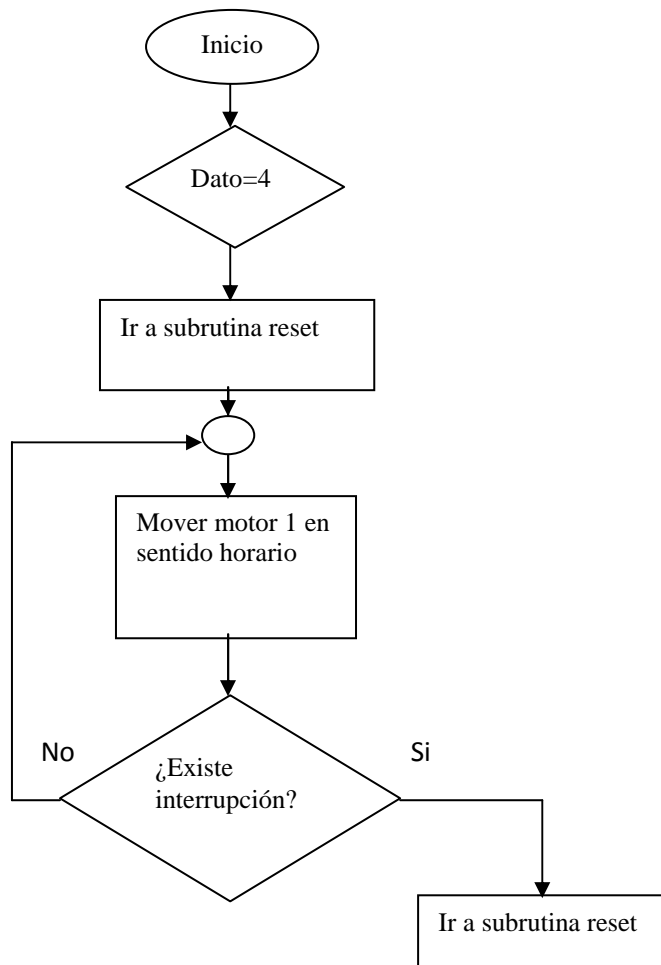 Inicio
Dato=4
Ir a subrutina reset
Mover motor 1 en
sentido horario
No
Si
¿Existe
interrupción?
Ir a subrutina reset